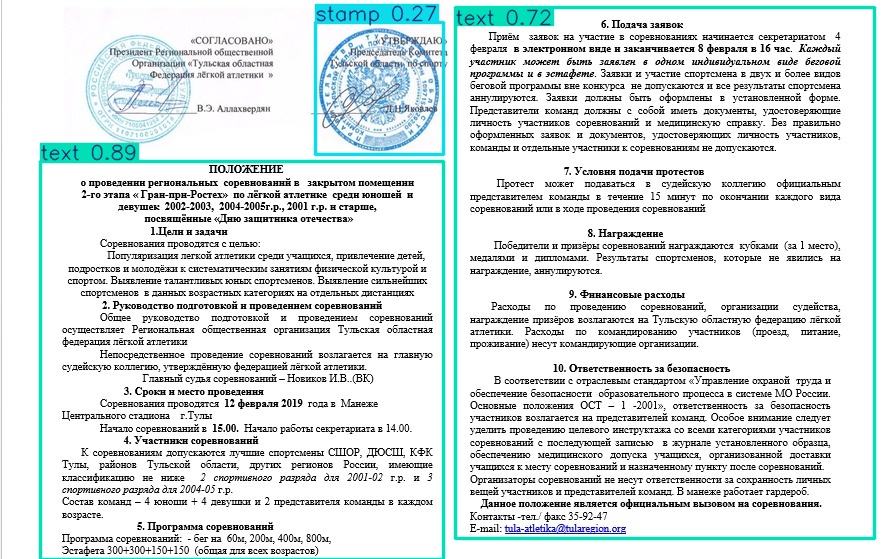 stamp 0.27
«СОГЛАСОВАНО»
Президент Региональной общественной
Организации «Тульская областная
Федерация лёгкой атлетики »
В.Э. Аллахвердян
«УТВЕРЖДАЮ»
Председатель Комитета
Тульской области по спорту
Д.Н.Яковлев
text 0.89
ПОЛОЖЕНИЕ
о проведении региональных соревнований в закрытом помещении
2-го этапа « Гран-при-Ростех» по лёгкой атлетике среди юношей и
девушек 2002-2003, 2004-2005г.р., 2001 г.р. и старше,
посвящённые «Дню защитника отечества»
1.Цели и задачи
Соревнования проводятся с целью:
Популяризация легкой атлетики среди учащихся, привлечение детей,
подростков и молодёжи к систематическим занятиям физической культурой и
спортом. Выявление талантливых юных спортсменов. Выявление сильнейших
спортсменов в данных возрастных категориях на отдельных дистанциях
2. Руководство подготовкой и проведением соревнований
Общее руководство подготовкой и проведением соревнований
осуществляет Региональная общественная организация Тульская областная
федерация лёгкой атлетики
Непосредственное проведение соревнований возлагается на главную
судейскую коллегию, утверждённую федерацией лёгкой атлетики.
Главный судья соревнований – Новиков И.В..(ВК)
3. Сроки и место проведения
Соревнования проводятся 12 февраля 2019 года в Манеже
Центрального стадиона г.Тулы
Начало соревнований в 15.00. Начало работы секретариата в 14.00.
4. Участники соревнований
К соревнованиям допускаются лучшие спортсмены СШОР, ДЮСШ, КФК
Тулы, районов Тульской области, других регионов России, имеющие
классификацию не ниже 2 спортивного разряда для 2001-02 г.р. и 3
спортивного разряда для 2004-05 г.р.
Состав команд – 4 юноши + 4 девушки и 2 представителя команды в каждом
возрасте.
5. Программа соревнований
Программа соревнований: - бег на 60м, 200м, 400м, 800м,
Эстафета 300+300+150+150 (общая для всех возрастов)
text 0.72
6. Подача заявок
Приём заявок на участие в соревнованиях начинается секретариатом 4
февраля в электронном виде и заканчивается 8 февраля в 16 час. Каждый
участник может быть заявлен в одном индивидуальном виде беговой
программы и в эстафете. Заявки и участие спортсмена в двух и более видов
беговой программы вне конкурса не допускаются и все результаты спортсмена
аннулируются. Заявки должны быть оформлены в установленной форме.
Представители команд должны с собой иметь документы, удостоверяющие
личность участников соревнований и медицинскую справку. Без правильно
оформленных заявок и документов, удостоверяющих личность участников,
команды и отдельные участники к соревнованиям не допускаются.
7. Условия подачи протестов
Протест может подаваться в судейскую коллегию официальным
представителем команды в течение 15 минут по окончании каждого вида
соревнований или в ходе проведения соревнований
8. Награждение
Победители и призёры соревнований награждаются кубками (за 1 место),
медалями и дипломами. Результаты спортсменов, которые не явились на
награждение, аннулируются.
9. Финансовые расходы
Расходы по проведению соревнований, организации судейства,
награждение призёров возлагаются на Тульскую областную федерацию лёгкой
атлетики. Расходы по командированию участников (проезд, питание,
проживание) несут командирующие организации.
10. Ответственность за безопасность
В соответствии с отраслевым стандартом «Управление охраной труда и
обеспечение безопасности образовательного процесса в системе МО России.
Основные положения ОСТ – 1 -2001», ответственность за безопасность
участников возлагается на представителей команд. Особое внимание следует
уделить проведению целевого инструктажа со всеми категориями участников
соревнований с последующей записью в журнале установленного образца,
обеспечению медицинского допуска учащихся, организованной доставки
учащихся к месту соревнований и назначенному пункту после соревнований.
Организаторы соревнований не несут ответственности за сохранность личных
вещей участников и представителей команд. В манеже работает гардероб.
Данное положение является официальным вызовом на соревнования.
Контакты -тел./ факс 35-92-47
E-mail: tula-atletika@tularegion.org